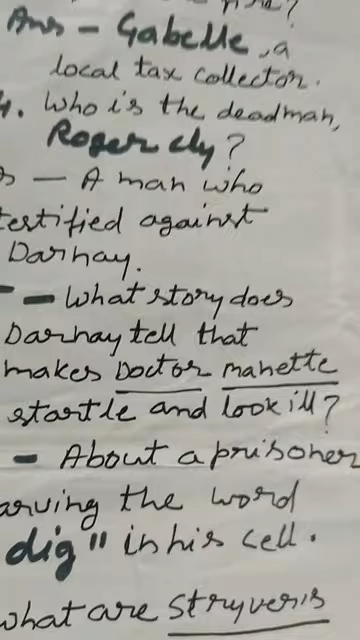 Ans - Gabelle, a
local tax collector.
4. Who is the deadman,
Roger cly?
s - A man who
testified against
Darnay.
- What story does
Darnay tell that
makes Doctor manette
startle and look ill?
- About a prisoner
arving the word
dig" in his cell.
what are stryver's